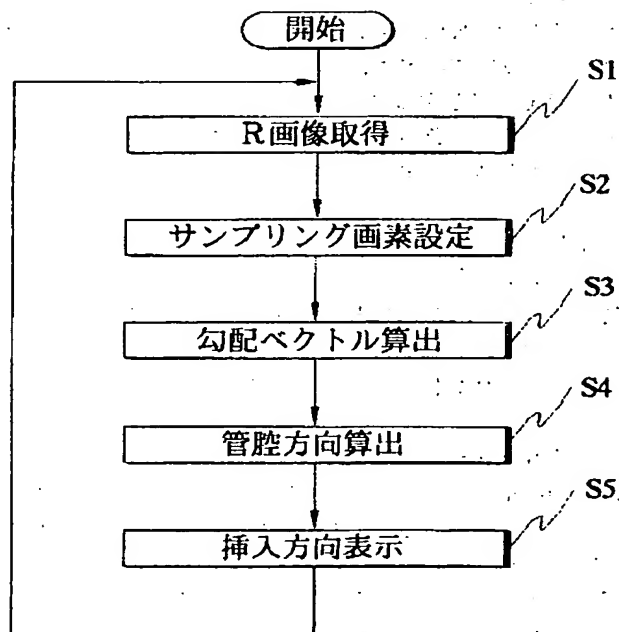 開始
S1
R画像取得
S2
サンプリング画素設定
S3
勾配ベクトル算出
S4
管腔方向算出
S5
挿入方向表示